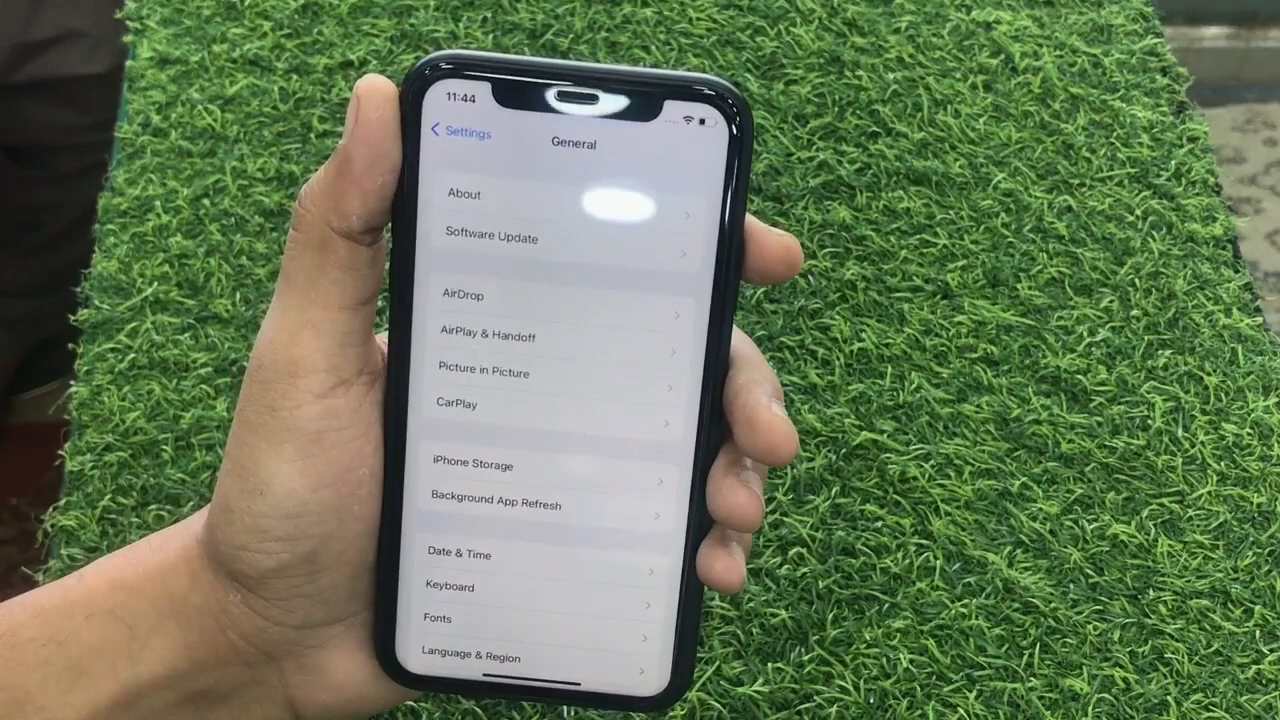 11:44
Settings
General
About
Software Update
AirDrop
AirPlay & Handoff
Picture in Picture
CarPlay
iPhone Storage
Background App Refresh
Date & Time
Keyboard
Fonts
Language & Region